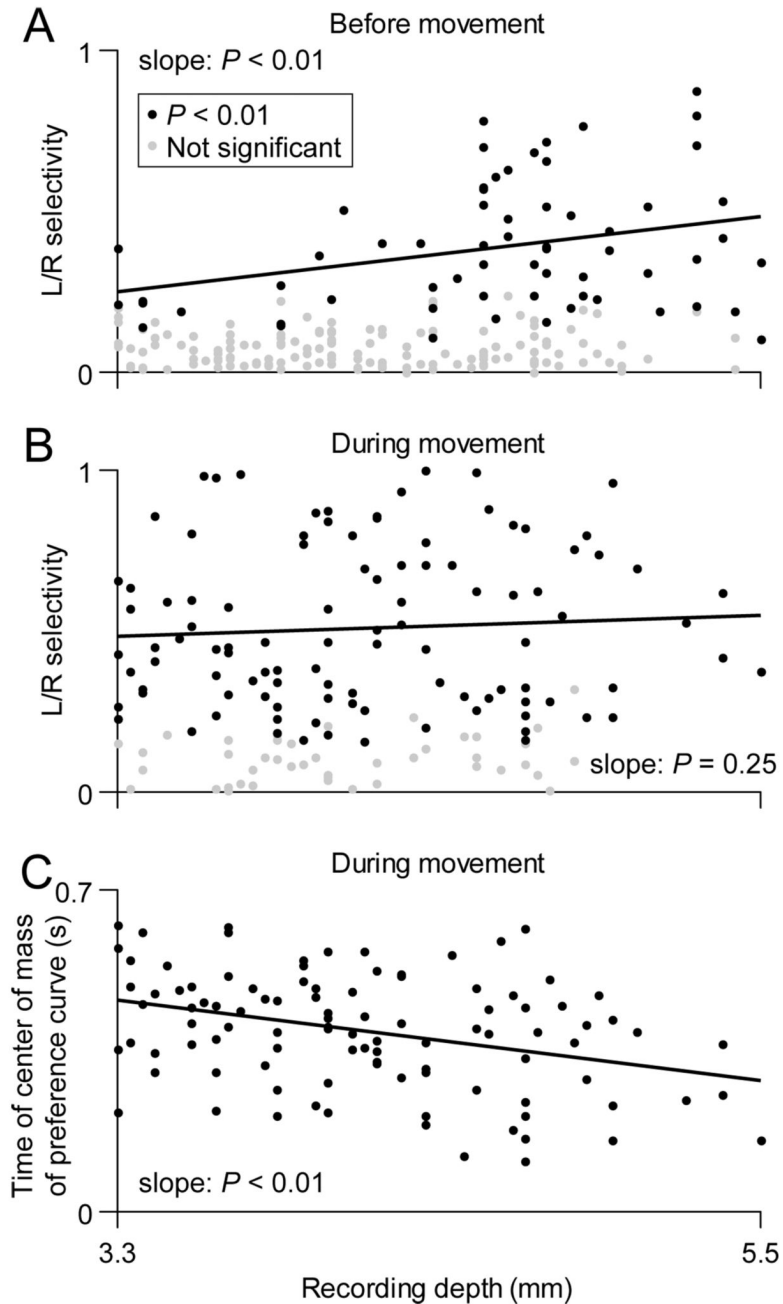 A
Before movement
1
slope: P < 0.01
P < 0.01
Not significant
L/R selectivity
0
B
During movement
1
L/R selectivity
slope: P = 0.25
0
C
During movement
0.7
Time of center of mass
of preference curve (s)
slope: P < 0.01
0
3.3
5.5
Recording depth (mm)